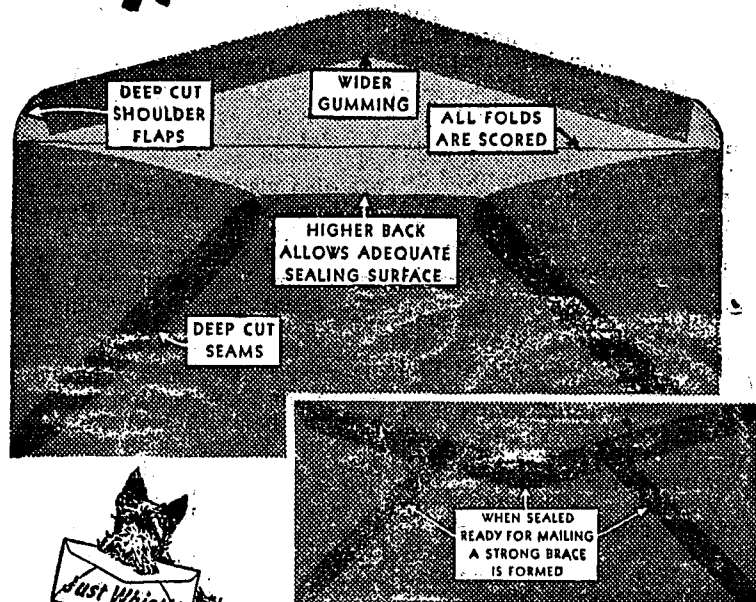 DEEP CUT
SHOULDER
FLAPS
WIDER
GUMMING
ALL FOLDS
ARE SCORED
HIGHER BACK
ALLOWS ADEQUATE
SEALING SURFACE
DEEP CUT
SEAMS
WHEN SEALED
READY FOR MAILING
A STRONG BRACE
IS FORMED
Just